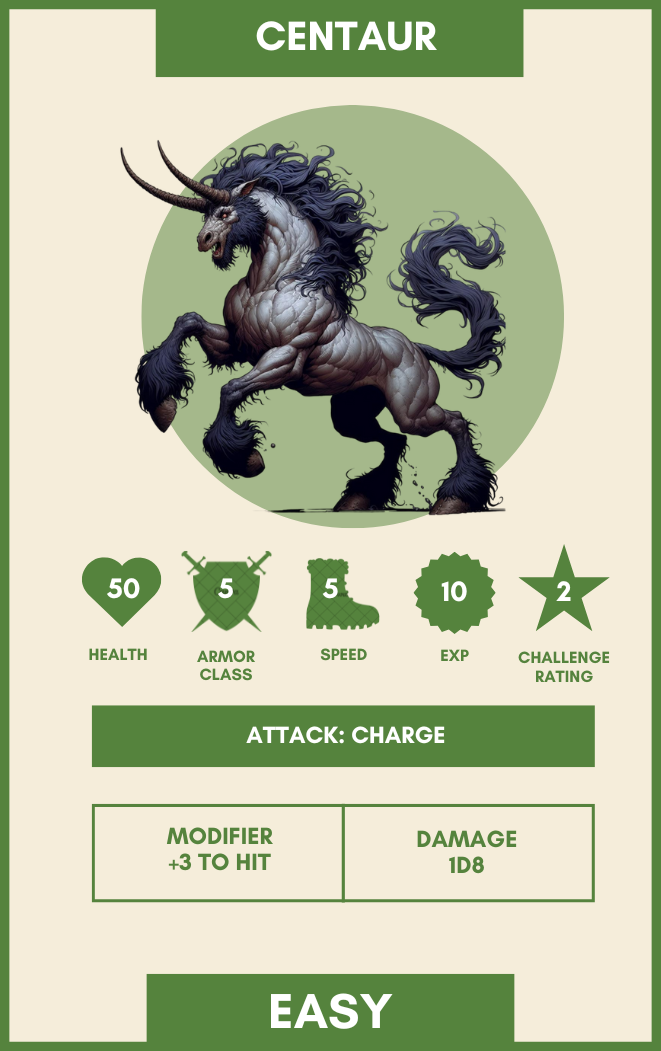 CENTAUR
50
5
5
10
2
HEALTH
ARMOR
CLASS
SPEED
EXP
CHALLENGE
RATING
ATTACK: CHARGE
MODIFIER
+3 TO HIT
DAMAGE
1D8
EASY